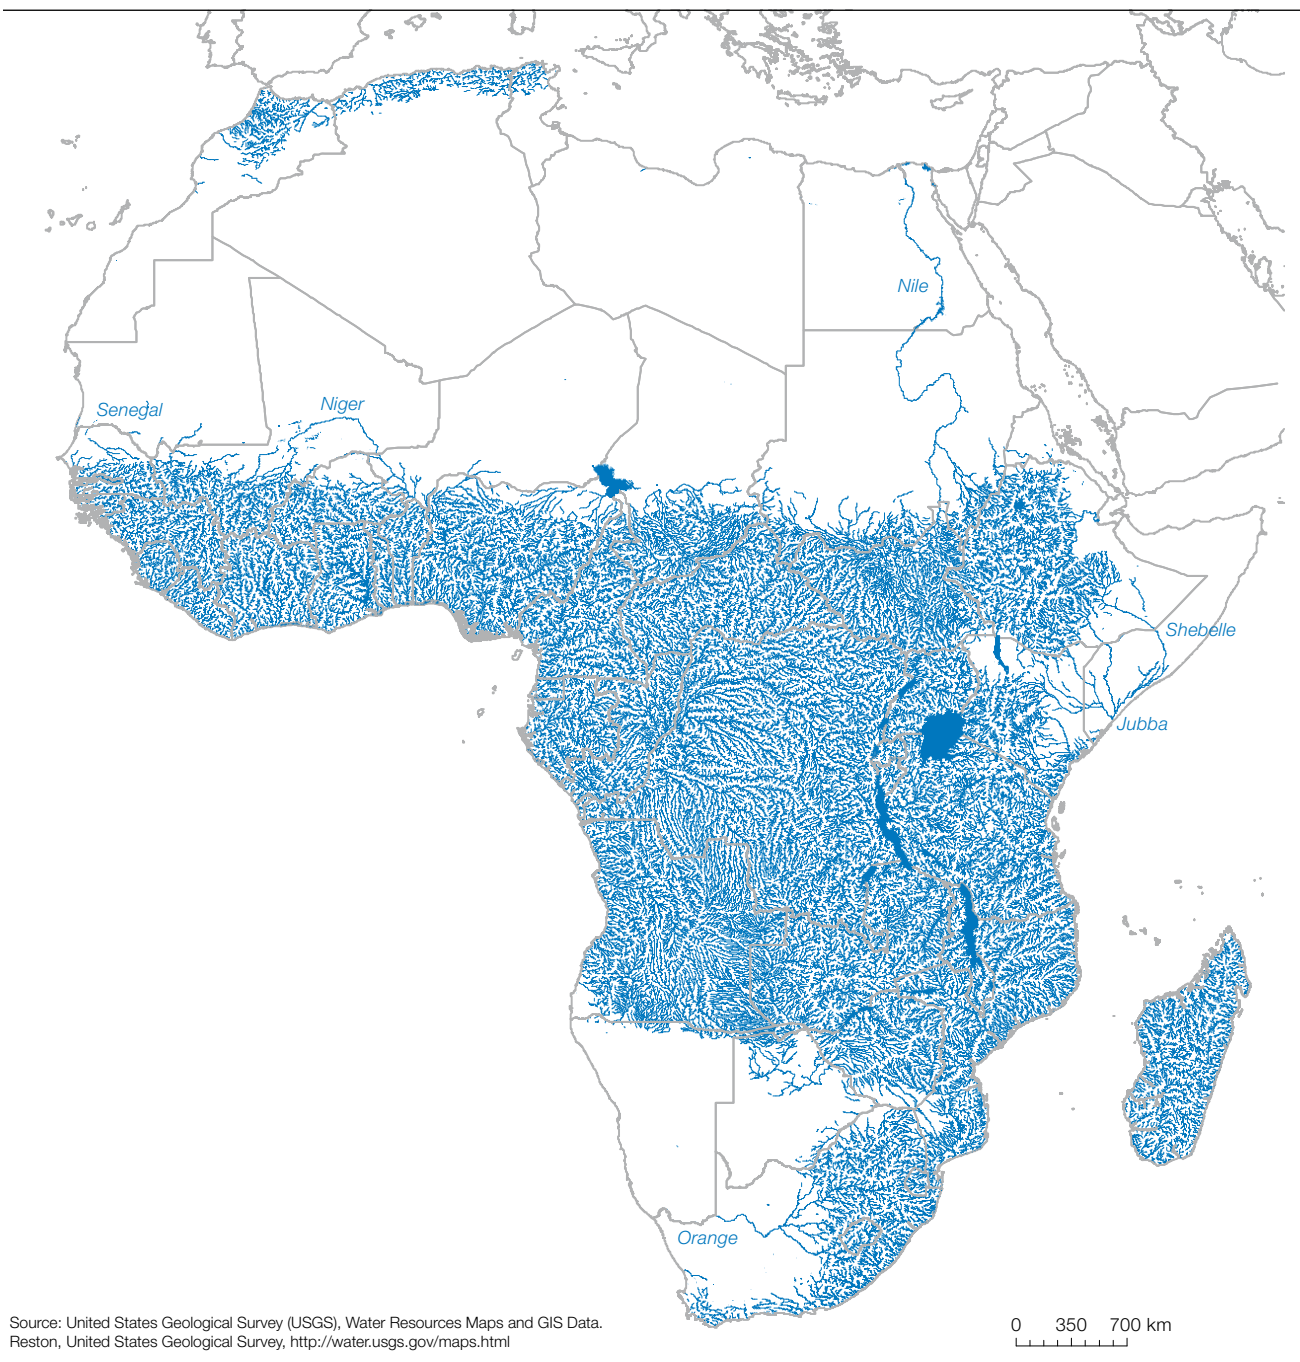 Nile
Senegal
Niger
Shebelle
Jubba
Orange
Source: United States Geological Survey (USGS), Water Resources Maps and GIS Data.
Reston, United States Geological Survey, http://water.usgs.gov/maps.html
0 350 700 km